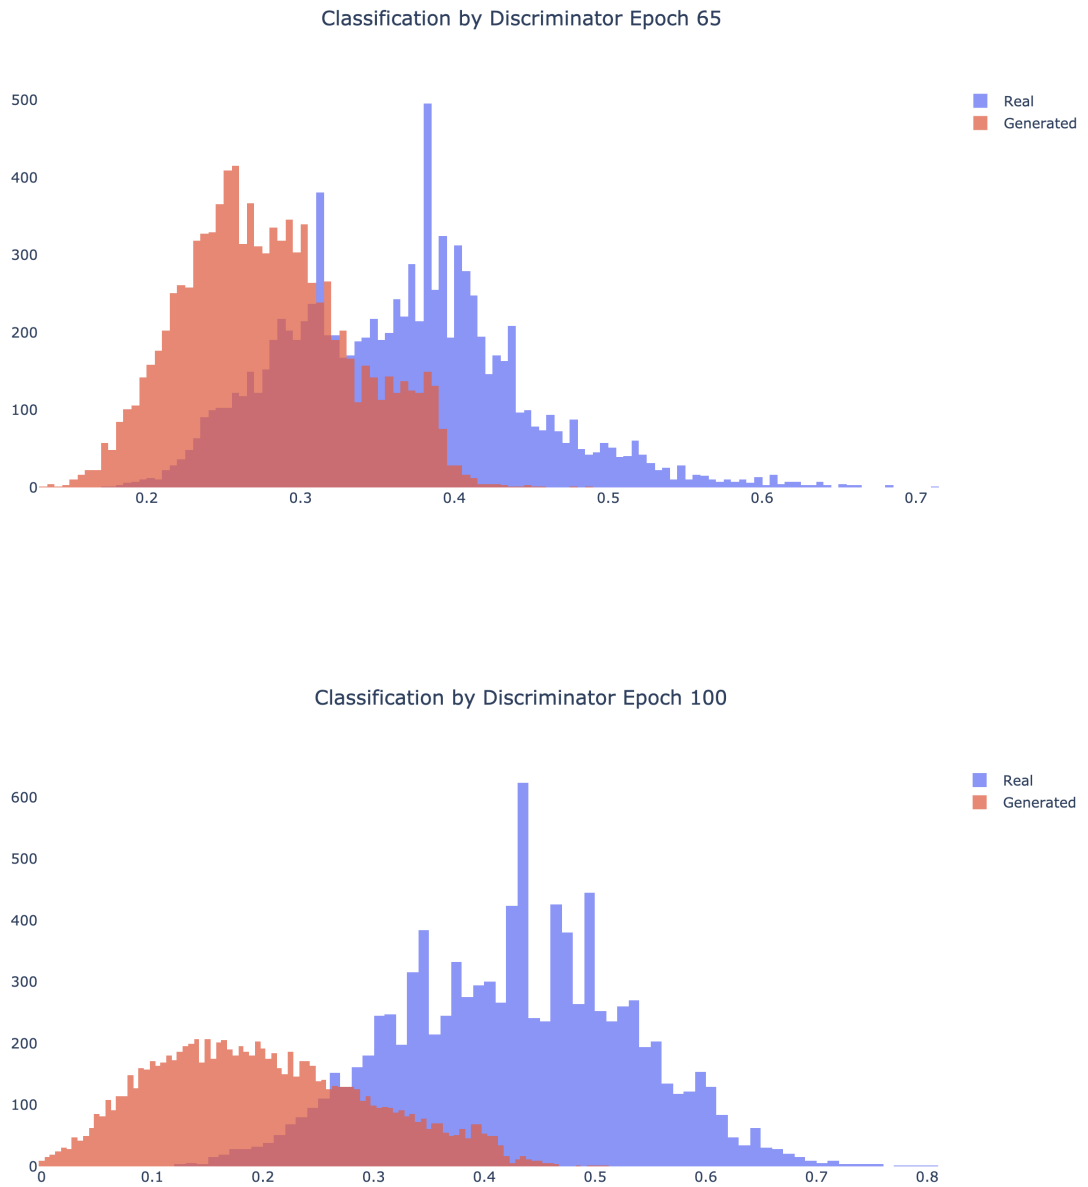 Classification by Discriminator Epoch 65
Real
Generated
500
400
300
200
100
0
0.2 0.3 0.4 0.5 0.6 0.7
Classification by Discriminator Epoch 100
Real
Generated
600
500
400
300
200
100
0
0 0.1 0.2 0.3 0.4 0.5 0.6 0.7 0.8